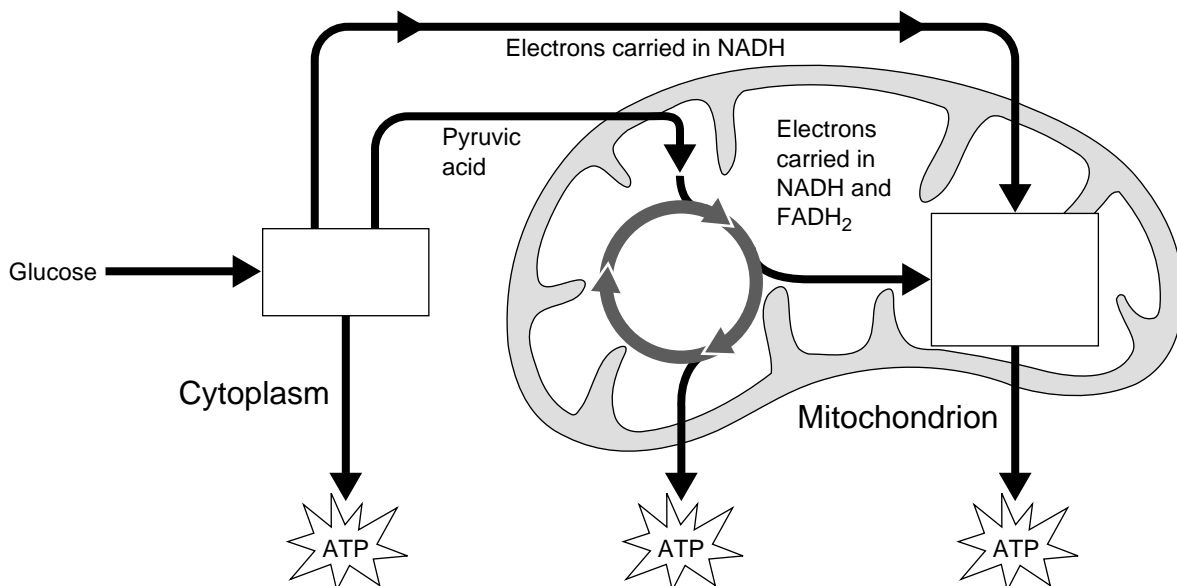 Electrons carried in NADH
Pyruvic
acid
Electrons
carried in
NADH and
FADH2
Glucose
Cytoplasm
Mitochondrion
ATP
ATP
ATP